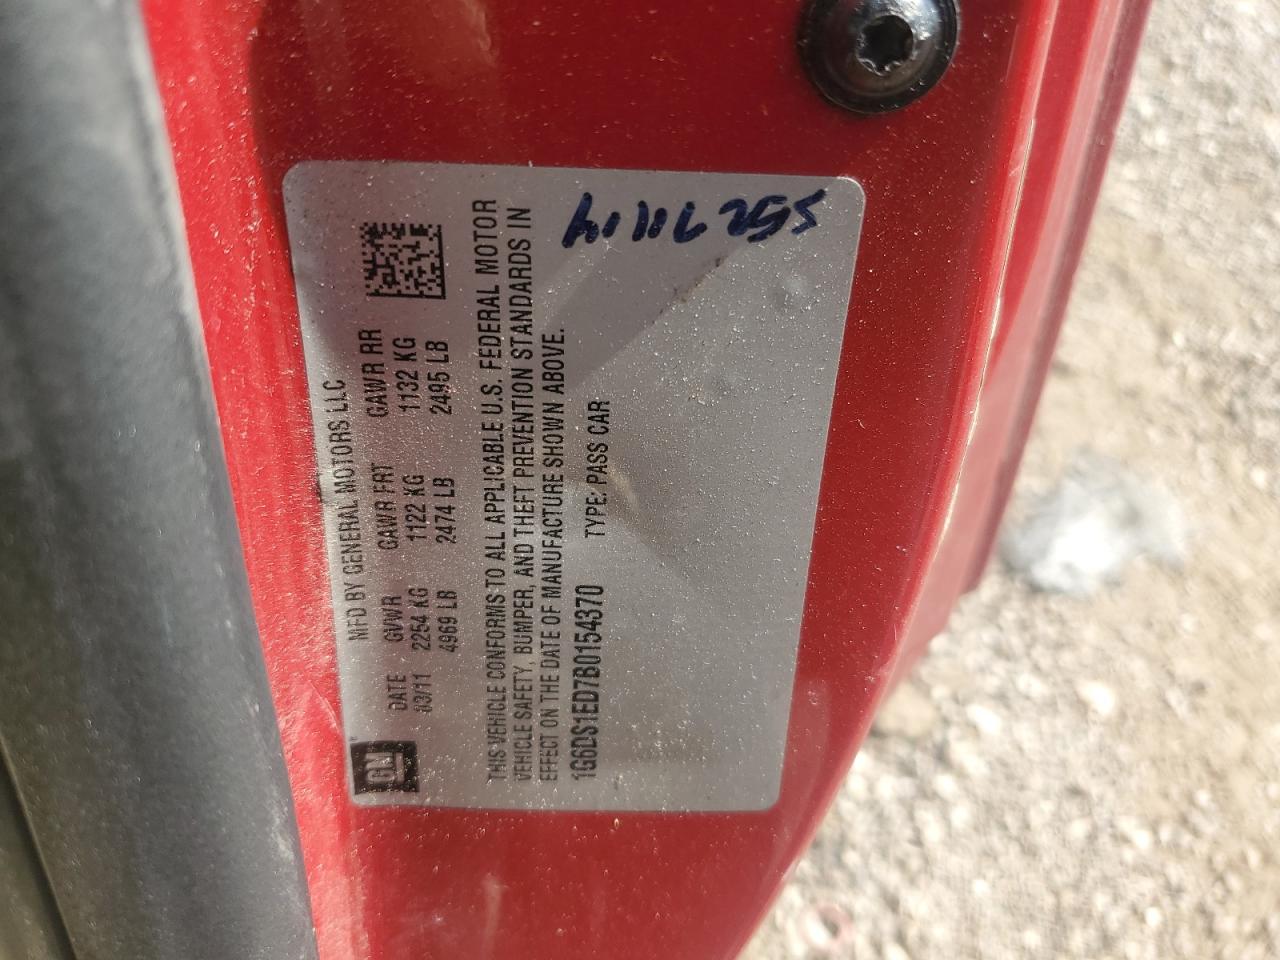 MFD BY GENERAL MOTORS LLC
DATE GVWR GAWR FRT GAWR RR
03/11 2254 KG 1122 KG 1132 KG
4969 LB 2474 LB 2495 LB
GM
THIS VEHICLE CONFORMS TO ALL APPLICABLE U.S. FEDERAL MOTOR
VEHICLE SAFETY, BUMPER, AND THEFT PREVENTION STANDARDS IN
EFFECT ON THE DATE OF MANUFACTURE SHOWN ABOVE.
1G6DS1ED7B0154370 TYPE: PASS CAR